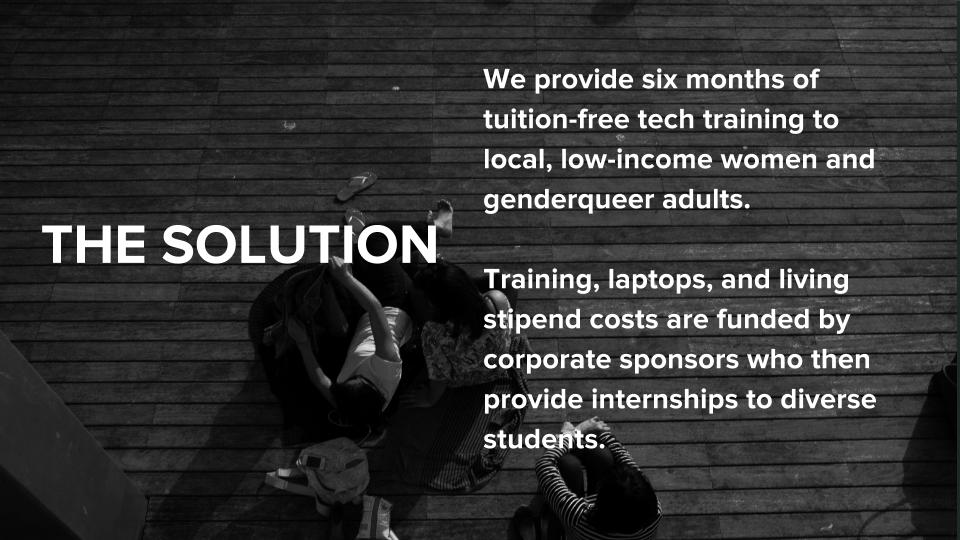 THE SOLUTION
We provide six months of
tuition-free tech training to
local, low-income women and
genderqueer adults.
Training, laptops, and living
stipend costs are funded by
corporate sponsors who then
provide internships to diverse
students.